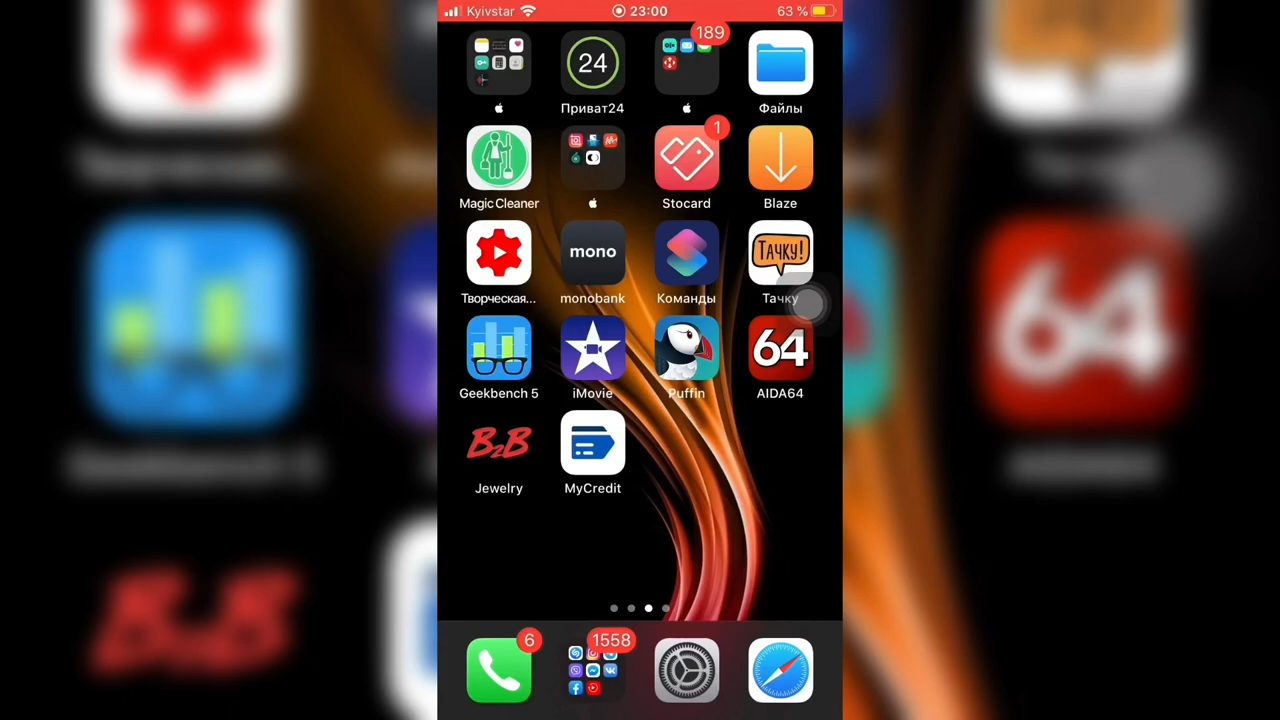 Kyivstar 23:00 63 %
189
24
Приват24 Файлы
1
Magic Cleaner Stocard Blaze
mono ТАЧКУ!
Творческая... monobank Команды Тачку
64
Geekbench 5 iMovie Puffin AIDA64
B2B
Jewelry MyCredit
6 1558